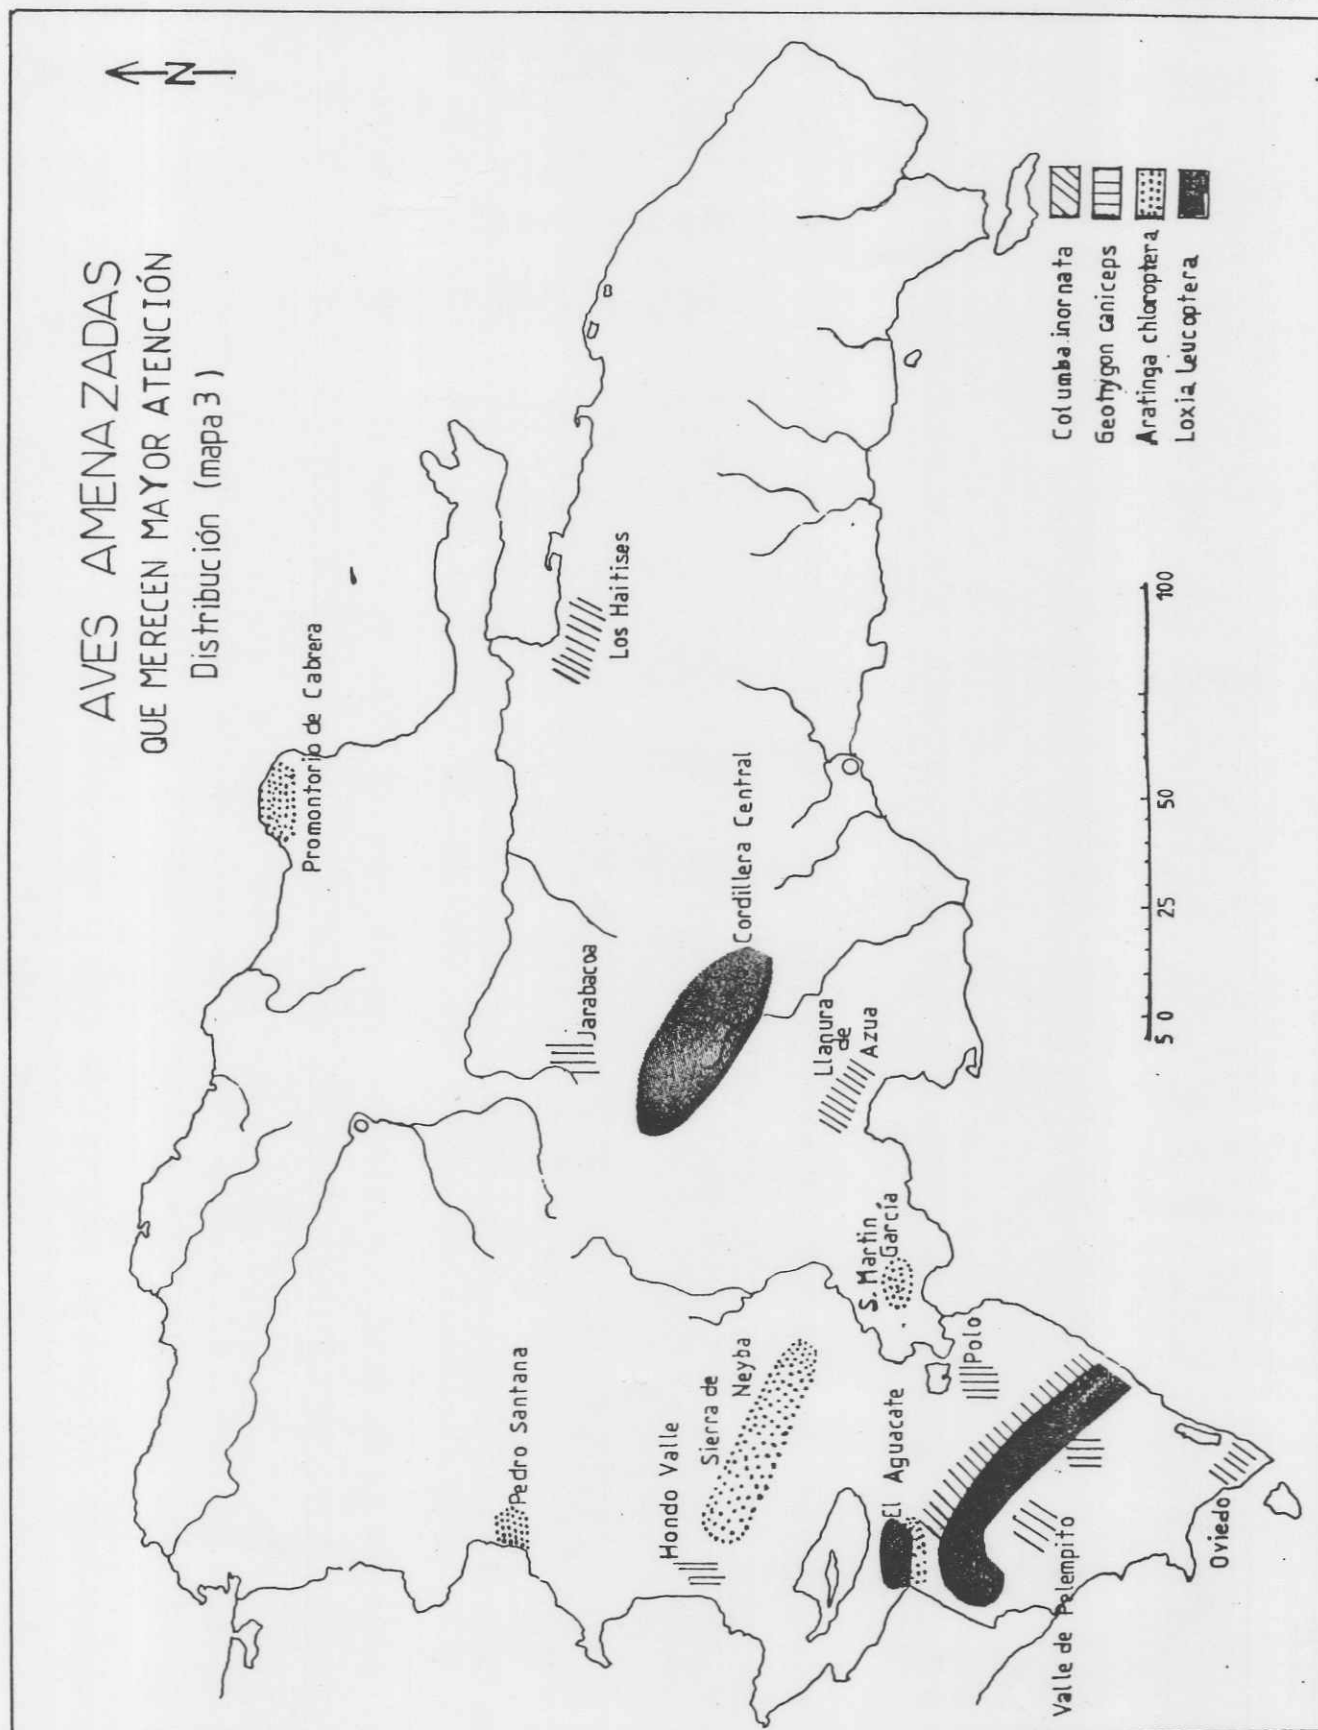 AVES AMENAZADAS
QUE MERECEN MAYOR ATENCIÓN
Distribución (mapa 3)
N
Promontorio de Cabrera
Los Haitises
Jarabacoa
Cordillera Central
Llanura
de
Azua
Pedro Santana
Hondo Valle
Sierra de
Neyba
S. Martin
García
El Aguacate
Polo
Valle de Pelempito
Oviedo
Columba inornata
Geotrygon caniceps
Aratinga chloroptera
Loxia Leucoptera
5 0 25 50 100